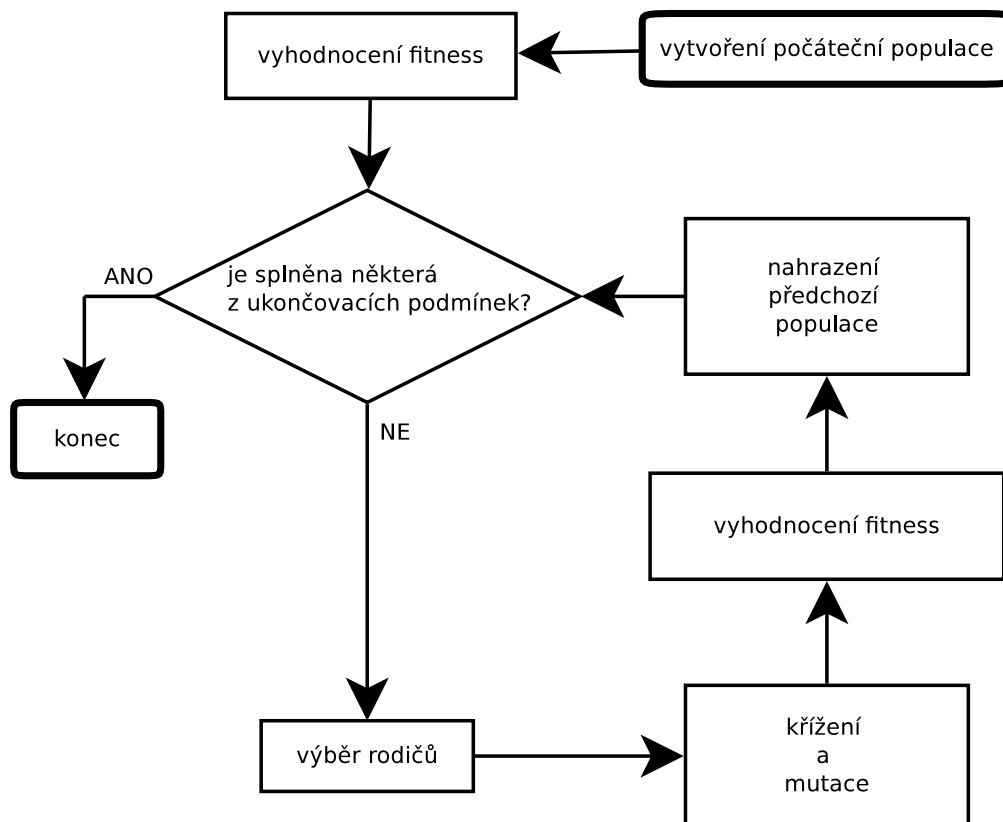 vyhodnocení fitness
vytvoření počáteční populace
ANO
je splněna některá
z ukončovacích podmínek?
nahrazení
předchozí
populace
konec
NE
vyhodnocení fitness
výběr rodičů
křížení
a
mutace